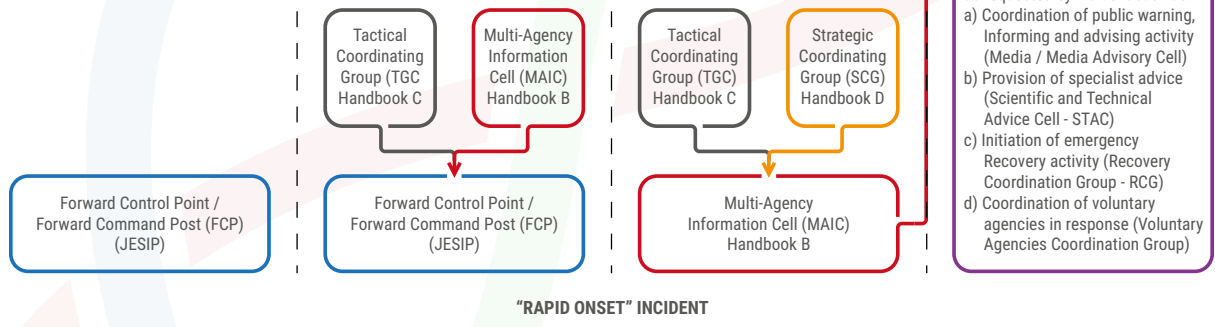 Tactical
Coordinating
Group (TGC)
Handbook C
Multi-Agency
Information
Cell (MAIC)
Handbook B
Tactical
Coordinating
Group (TGC)
Handbook C
Strategic
Coordinating
Group (SCG)
Handbook D
a) Coordination of public warning,
Informing and advising activity
(Media / Media Advisory Cell)
b) Provision of specialist advice
(Scientific and Technical
Advice Cell - STAC)
c) Initiation of emergency
Recovery activity (Recovery
Coordination Group - RCG)
d) Coordination of voluntary
agencies in response (Voluntary
Agencies Coordination Group)
Forward Control Point /
Forward Command Post (FCP)
(JESIP)
Forward Control Point /
Forward Command Post (FCP)
(JESIP)
Multi-Agency
Information Cell (MAIC)
Handbook B
“RAPID ONSET” INCIDENT